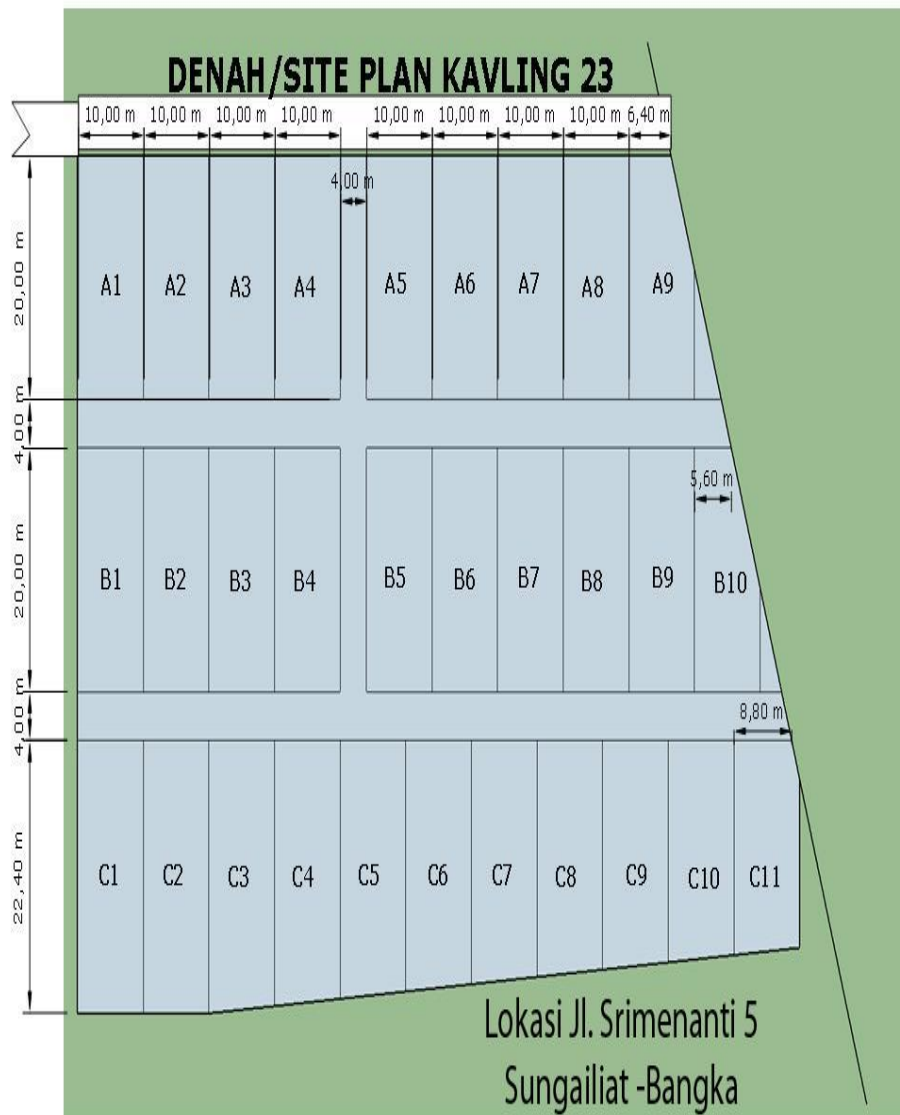 DENAH/SITE PLAN KAVLING 23
10,00 m 10,00 m 10,00 m 10,00 m 10,00 m 10,00 m 10,00 m 10,00 m 6,40 m
4,00 m
20,00 m
A1 A2 A3 A4 A5 A6 A7 A8 A9
4,00 m
5,60 m
20,00 m
B1 B2 B3 B4 B5 B6 B7 B8 B9 B10
4,00 m
8,80 m
22,40 m
C1 C2 C3 C4 C5 C6 C7 C8 C9 C10 C11
Lokasi Jl. Srimenanti 5
Sungailiat -Bangka